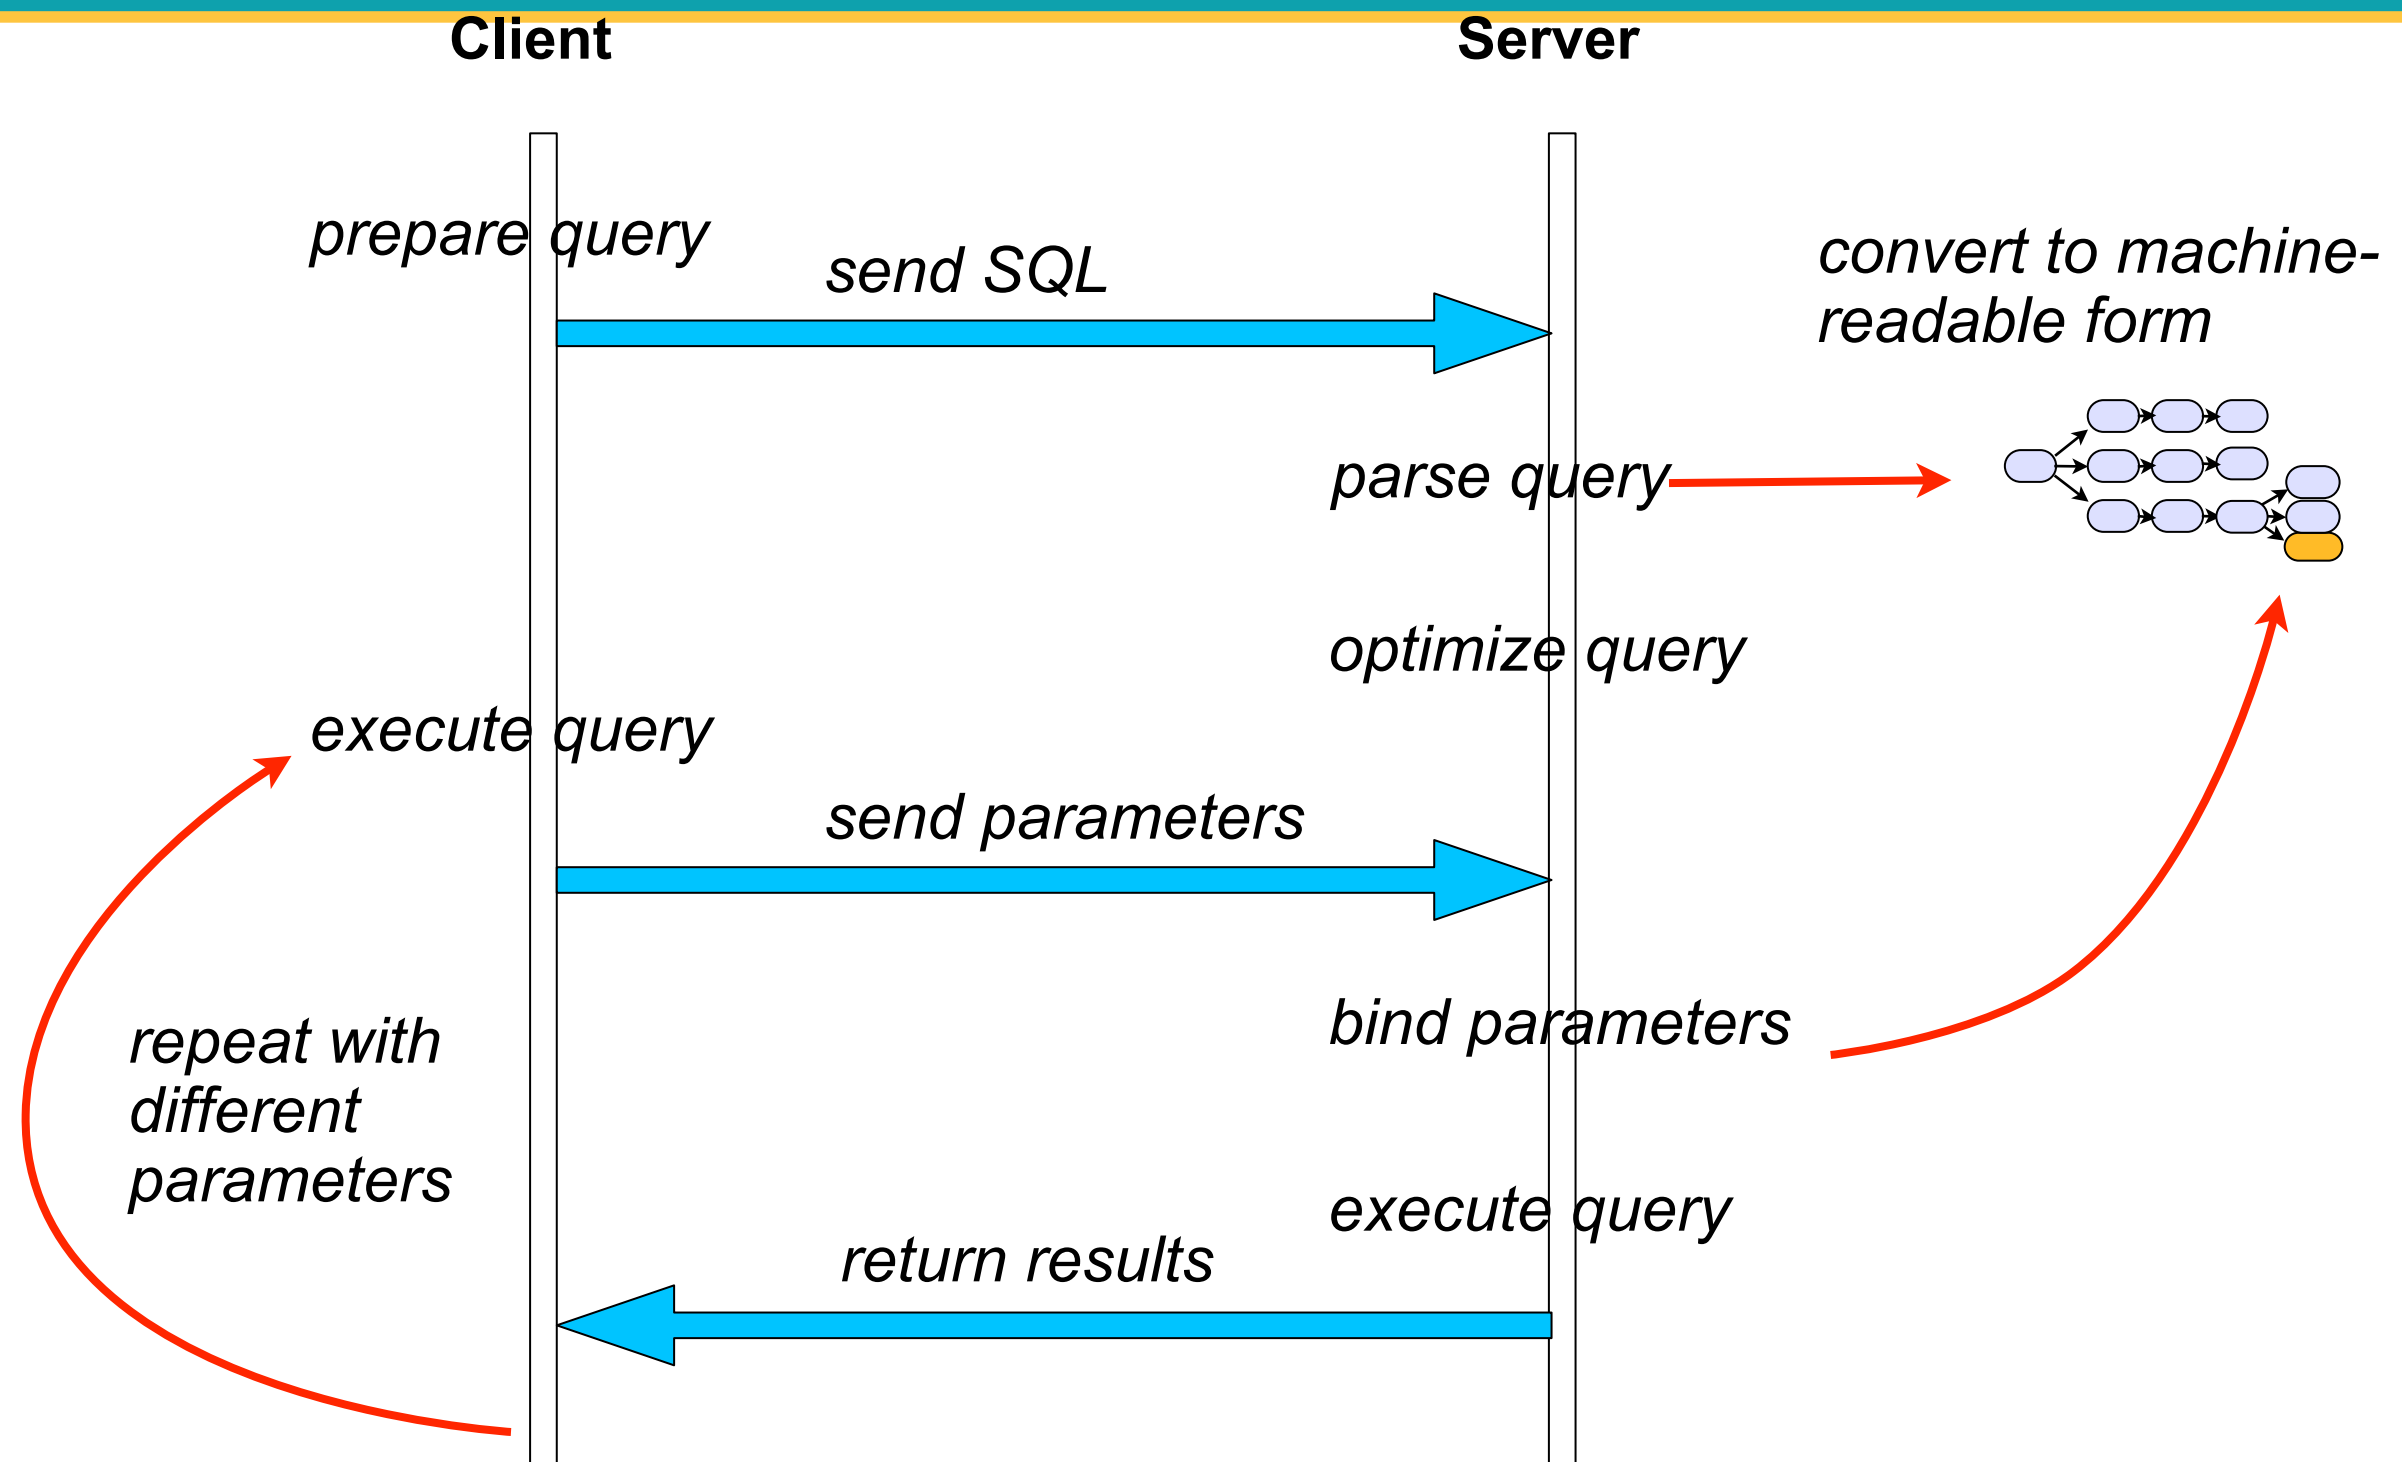 Client
Server
prepare query
send SQL
convert to machine-
readable form
parse query
optimize query
execute query
send parameters
bind parameters
repeat with
different
parameters
execute query
return results